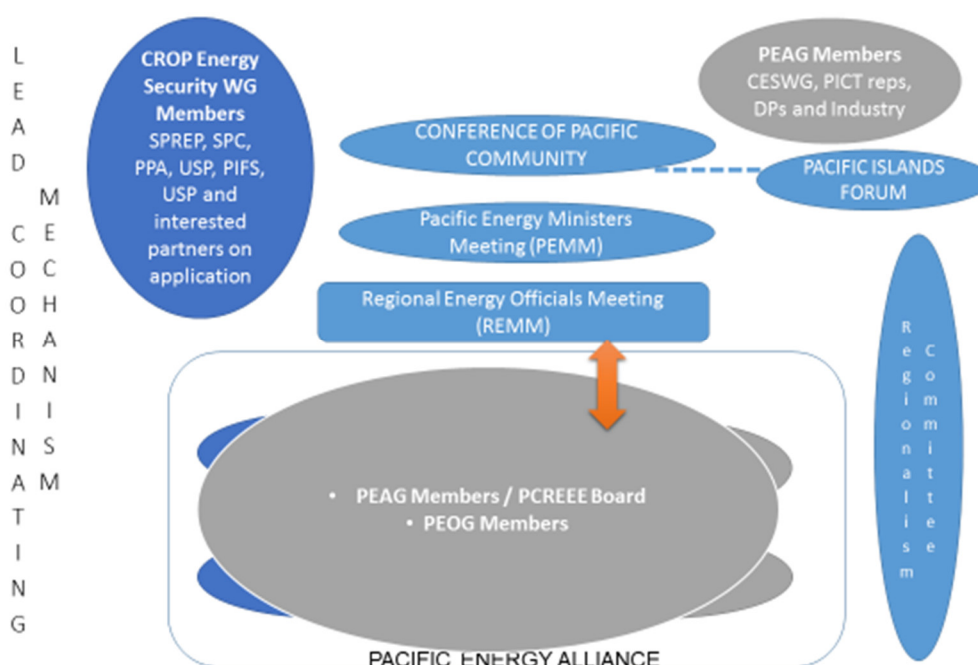 LEAD COORDINATING
MECHANISM
CROP Energy
Security WG
Members
SPREP, SPC,
PPA, USP, PIFS,
USP and
interested
partners on
application
PEAG Members
CESWG, PICT reps,
DPs and Industry
CONFERENCE OF PACIFIC
COMMUNITY
PACIFIC ISLANDS
FORUM
Pacific Energy Ministers
Meeting (PEMM)
Regional Energy Officials Meeting
(REMM)
Regionalism
Committee
• PEAG Members / PCREEE Board
• PEOG Members
PACIFIC ENERGY ALLIANCE